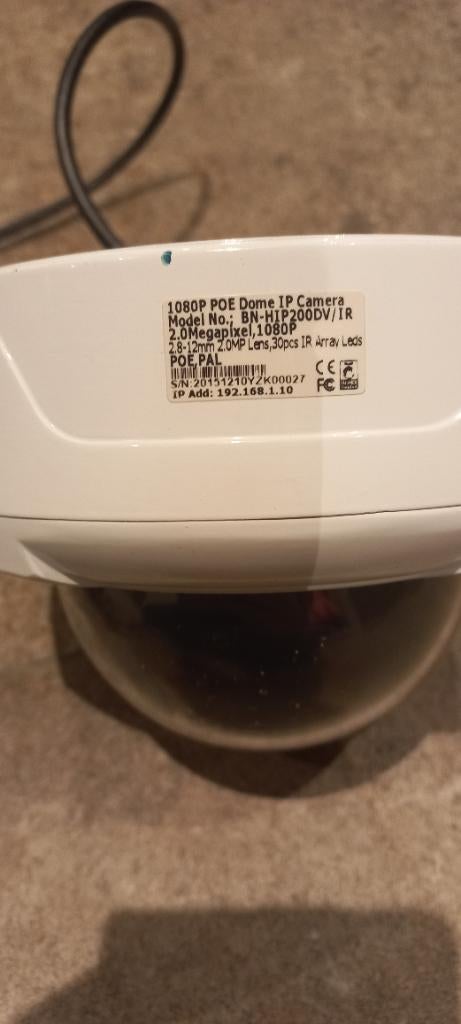 1080P POE Dome IP Camera
Model No.; BN-HIP200DV/IR
2.0Megapixel,1080P
2.8-12mm 2.0MP Lens,30pcs IR Array Leds
POE,PAL
CE
S/N:20151210YZK00027
FC
IP Add: 192.168.1.10